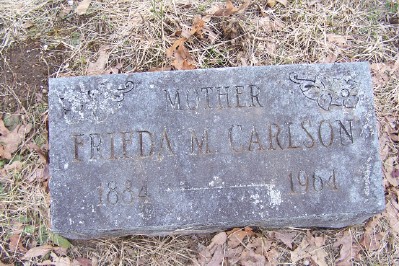 MOTHER
FRIEDA M. CARLSON
1884 1964